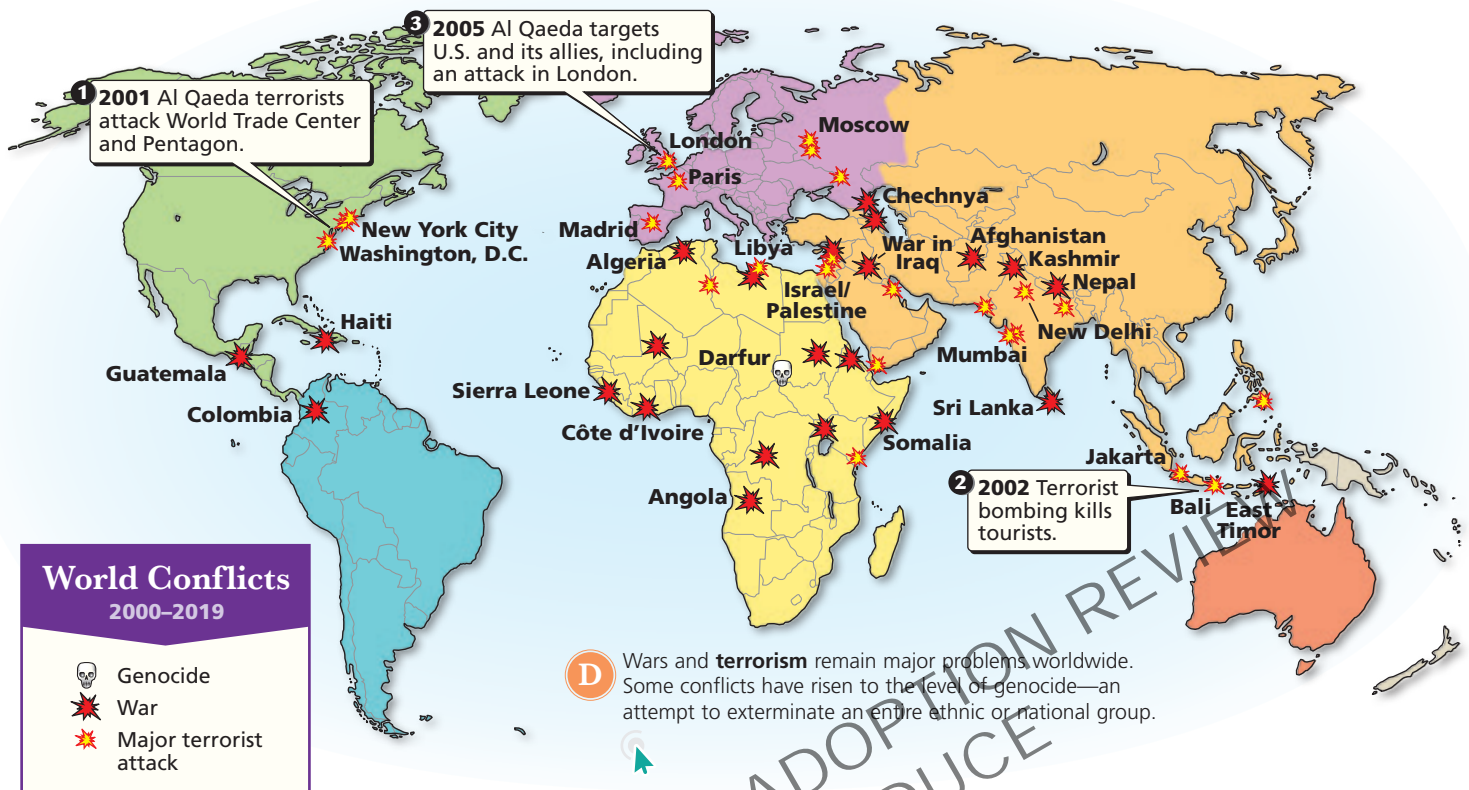 3 2005 Al Qaeda targets
U.S. and its allies, including
an attack in London.
1 2001 Al Qaeda terrorists
attack World Trade Center
and Pentagon.
London
Moscow
Paris
Chechnya
New York City
Washington, D.C.
Madrid
Algeria
Libya
War in
Iraq
Afghanistan
Kashmir
Nepal
Israel/
Palestine
New Delhi
Mumbai
Haiti
Guatemala
Colombia
Darfur
Sierra Leone
Côte d'Ivoire
Somalia
Sri Lanka
Angola
Jakarta
2 2002 Terrorist
bombing kills
tourists.
Bali
East
Timor
World Conflicts
2000–2019
Genocide
War
Major terrorist
attack
D
Wars and terrorism remain major problems worldwide.
Some conflicts have risen to the level of genocide—an
attempt to exterminate an entire ethnic or national group.
ADOPTION REVIEW
DUCE